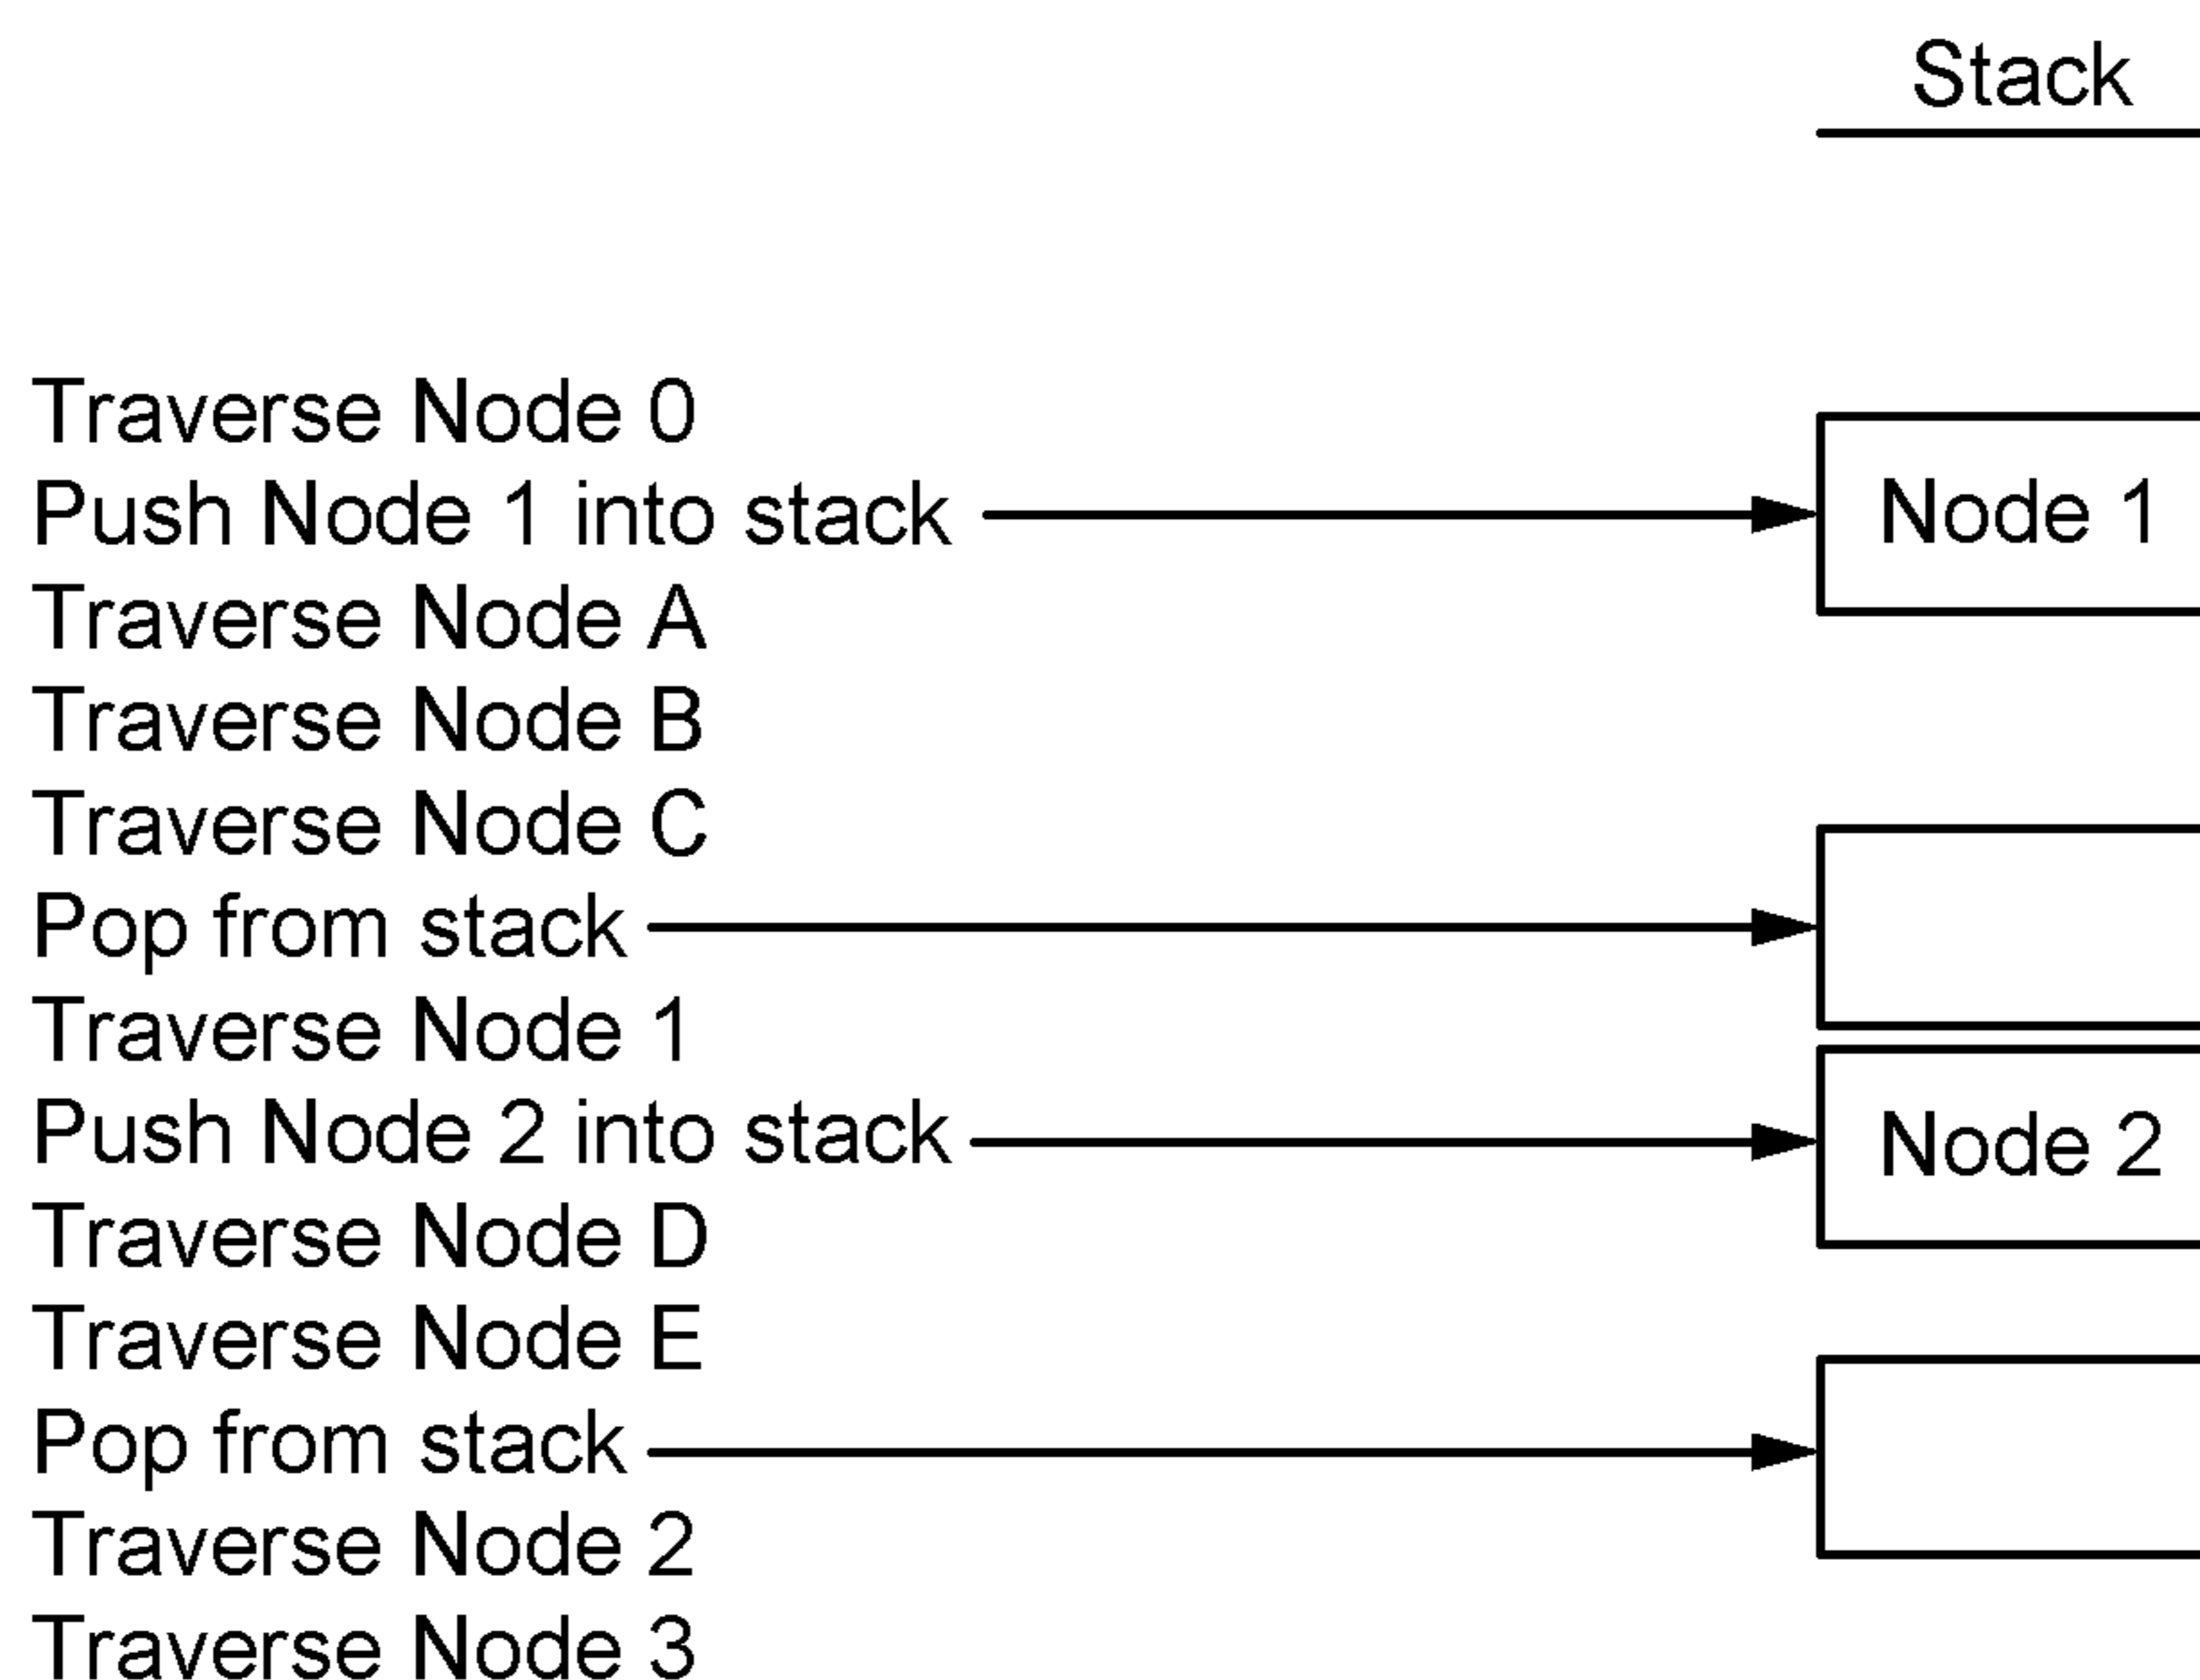 Stack
Traverse Node 0
Push Node 1 into stack
Node 1
Traverse Node A
Traverse Node B
Traverse Node C
Pop from stack
Traverse Node 1
Push Node 2 into stack
Node 2
Traverse Node D
Traverse Node E
Pop from stack
Traverse Node 2
Traverse Node 3